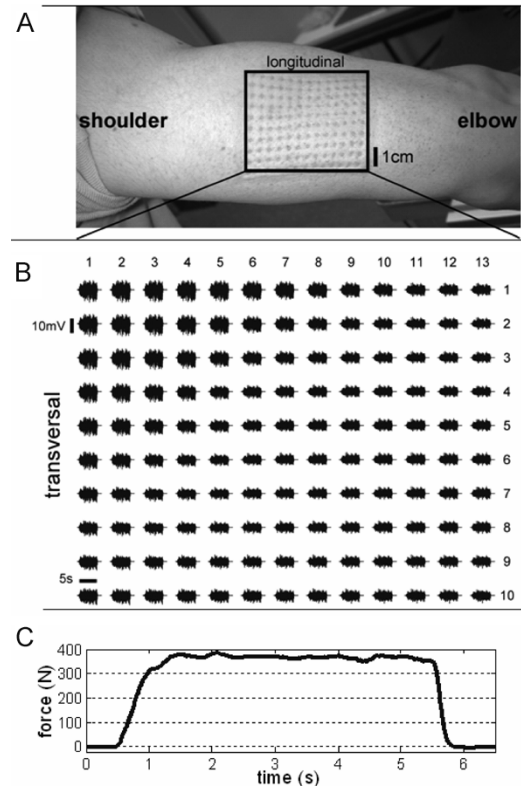 A
longitudinal
shoulder
elbow
1cm
B
1 2 3 4 5 6 7 8 9 10 11 12 13
1
10mV
2
3
4
transversal
5
6
7
8
9
5s
10
C
400
300
200
100
0
force (N)
0 1 2 3 4 5 6
time (s)